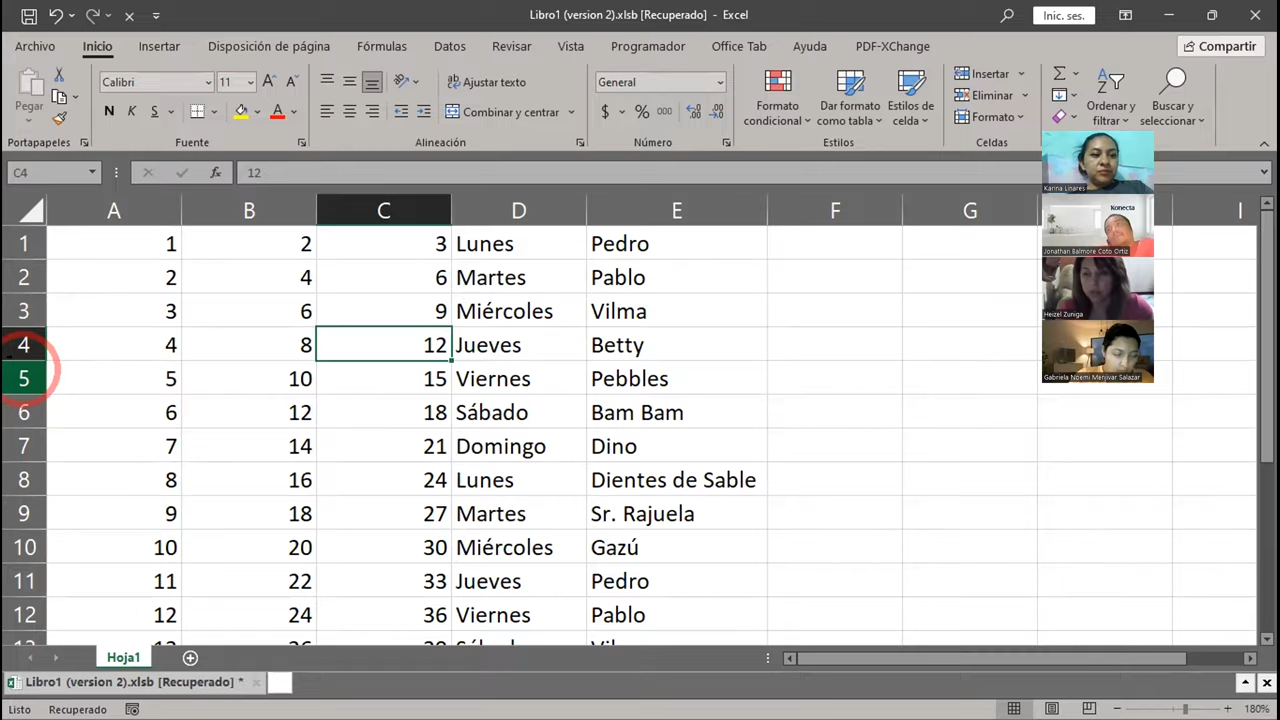 Libro1 (version 2).xlsb [Recuperado] - Excel
Inic. ses.
Archivo Inicio Insertar Disposición de página Fórmulas Datos Revisar Vista Programador Office Tab Ayuda PDF-XChange Compartir
Pegar
Calibri 11
N K S
Ajustar texto
Combinar y centrar
General
$ % 000
Formato condicional
Dar formato como tabla
Estilos de celda
Insertar
Eliminar
Formato
Ordenar y filtrar
Buscar y seleccionar
Portapapeles Fuente Alineación Número Estilos Celdas
C4 fx 12
Karina Linares
Konecta
Jonathan Balmore Coto Ortiz
Heizel Zuniga
Gabriela Noemi Menjivar Salazar
A B C D E F G I
1 1 2 3 Lunes Pedro
2 2 4 6 Martes Pablo
3 3 6 9 Miércoles Vilma
4 4 8 12 Jueves Betty
5 5 10 15 Viernes Pebbles
6 6 12 18 Sábado Bam Bam
7 7 14 21 Domingo Dino
8 8 16 24 Lunes Dientes de Sable
9 9 18 27 Martes Sr. Rajuela
10 10 20 30 Miércoles Gazú
11 11 22 33 Jueves Pedro
12 12 24 36 Viernes Pablo
Hoja1
Libro1 (version 2).xlsb [Recuperado] *
Listo Recuperado 180%